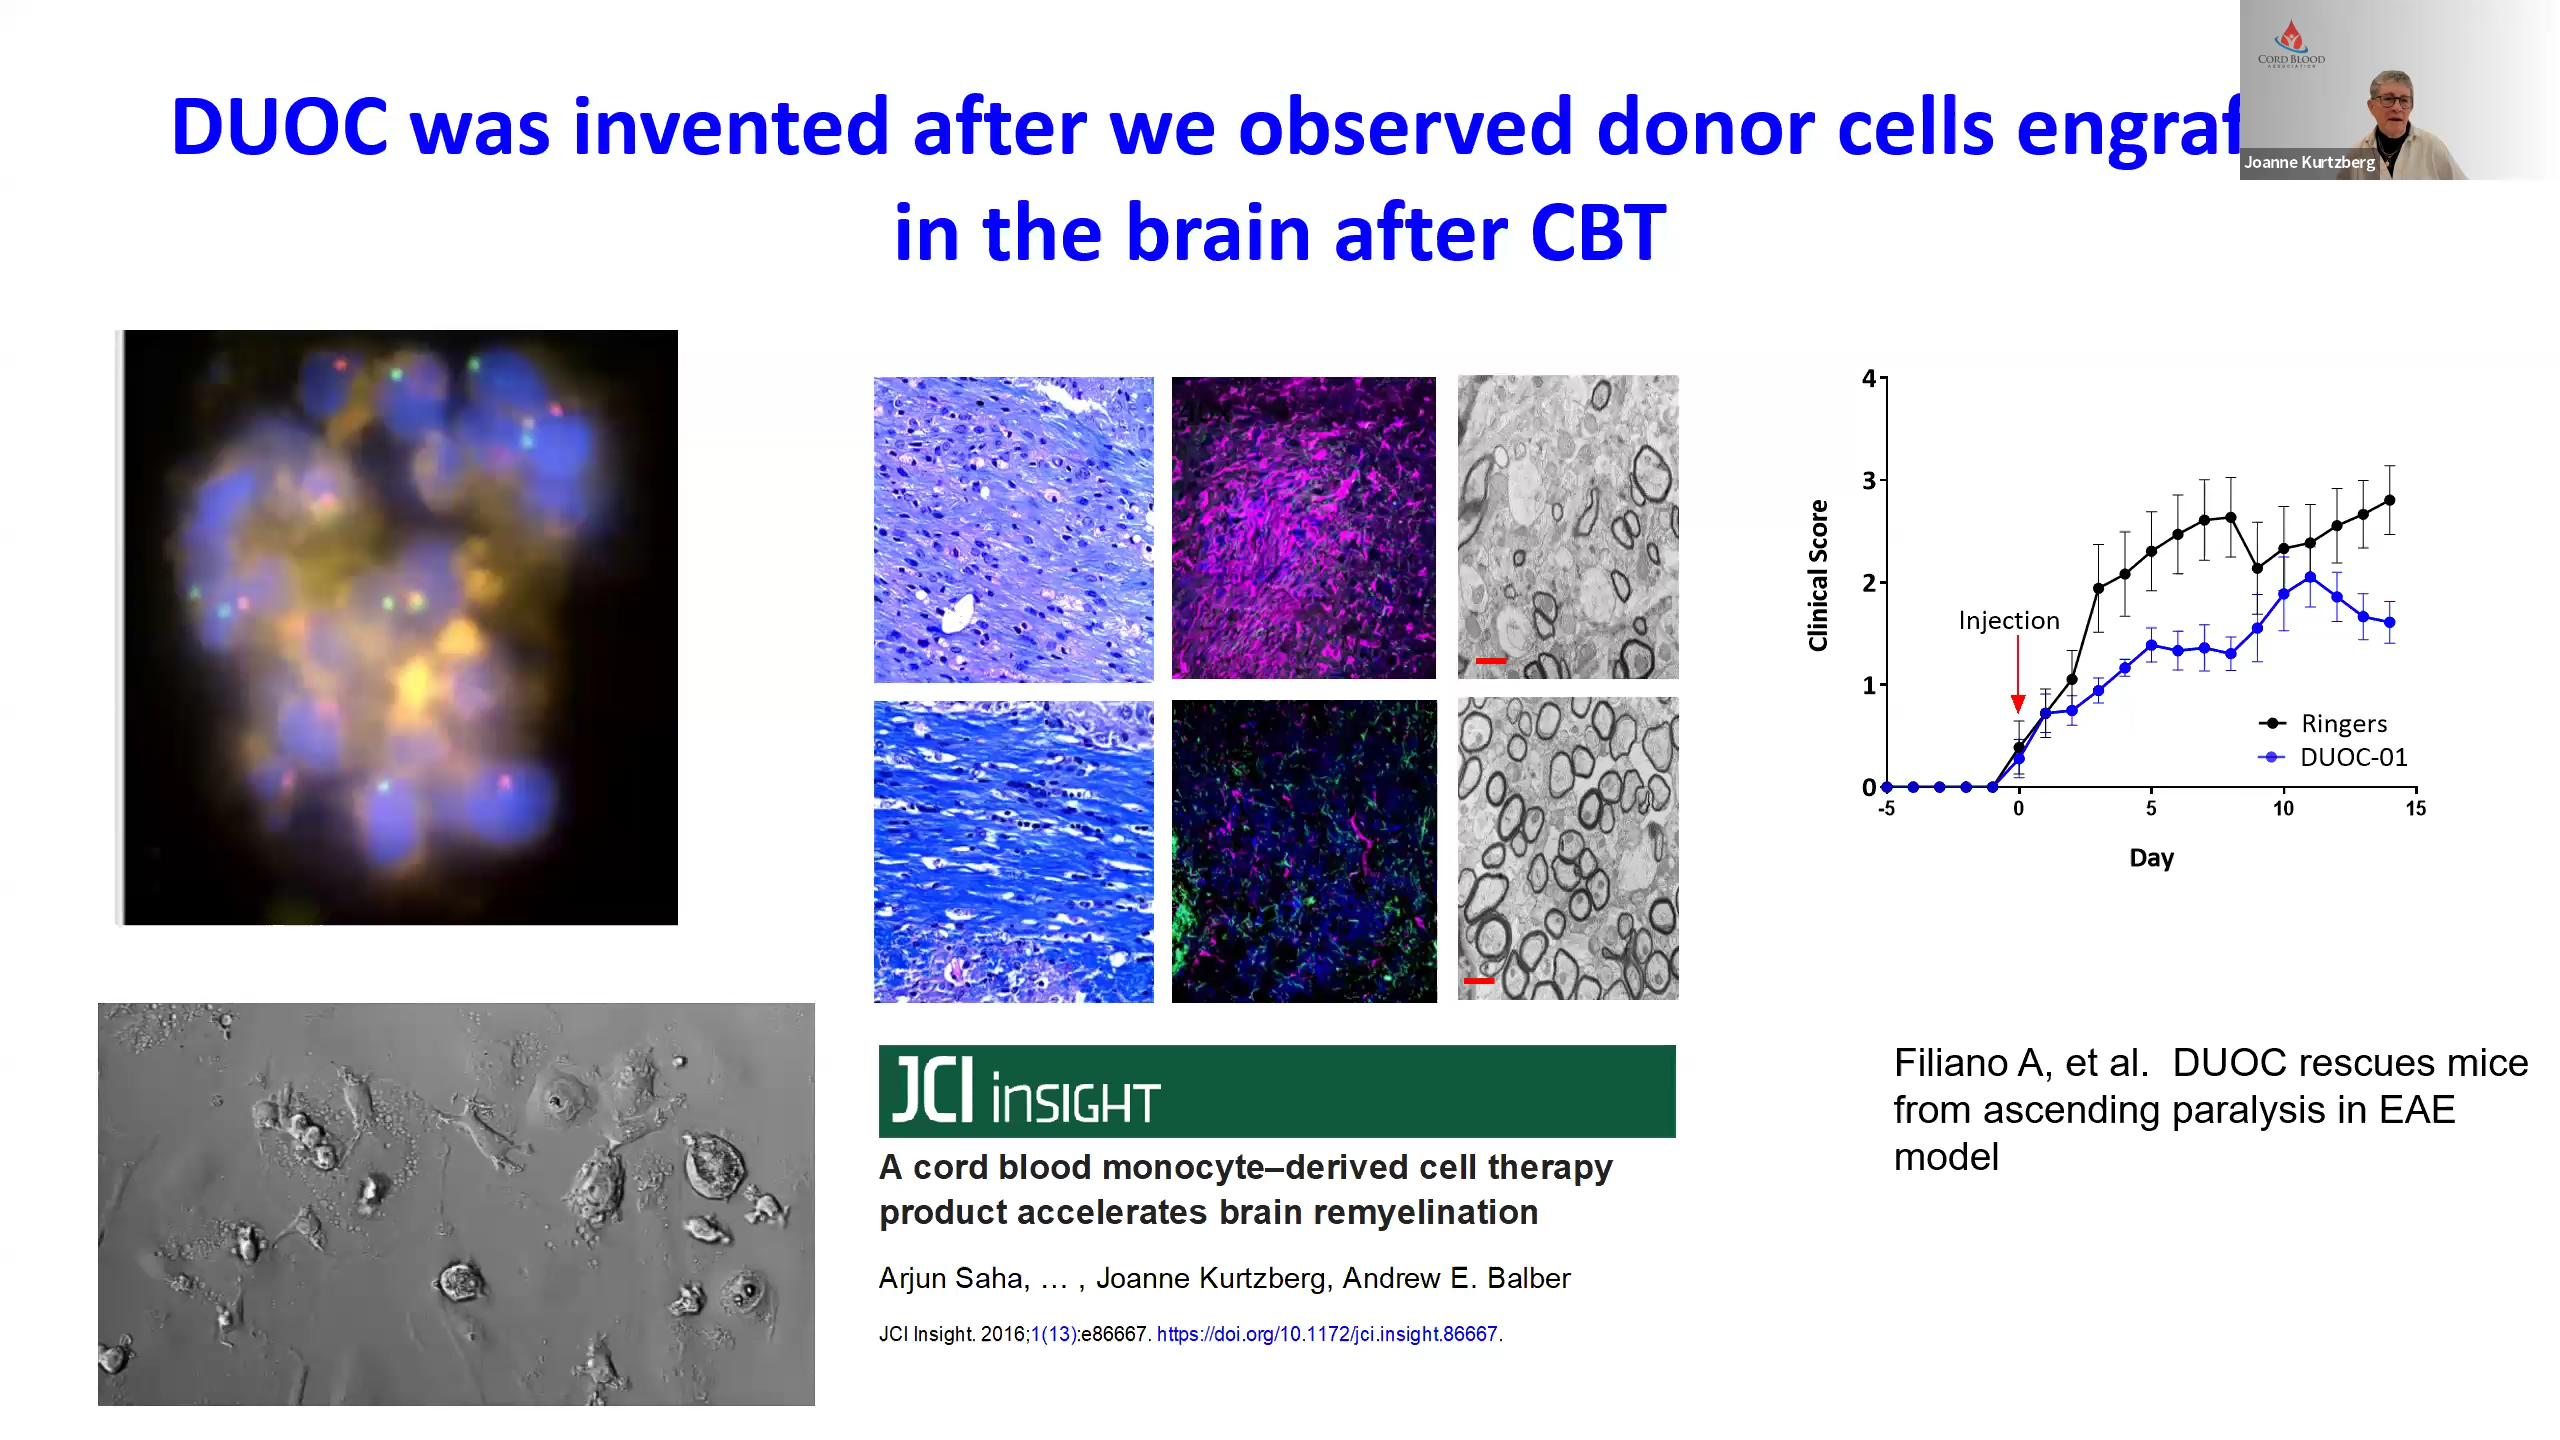 DUOC was invented after we observed donor cells engraf
in the brain after CBT
CORD BLOOD
ASSOCIATION
Joanne Kurtzberg
4
3
2
1
0
Clinical Score
Injection
Ringers
DUOC-01
-5
0
5
10
15
Day
JCI insight
A cord blood monocyte–derived cell therapy
product accelerates brain remyelination
Arjun Saha, … , Joanne Kurtzberg, Andrew E. Balber
JCI Insight. 2016;1(13):e86667. https://doi.org/10.1172/jci.insight.86667.
Filiano A, et al.  DUOC rescues mice
from ascending paralysis in EAE
model